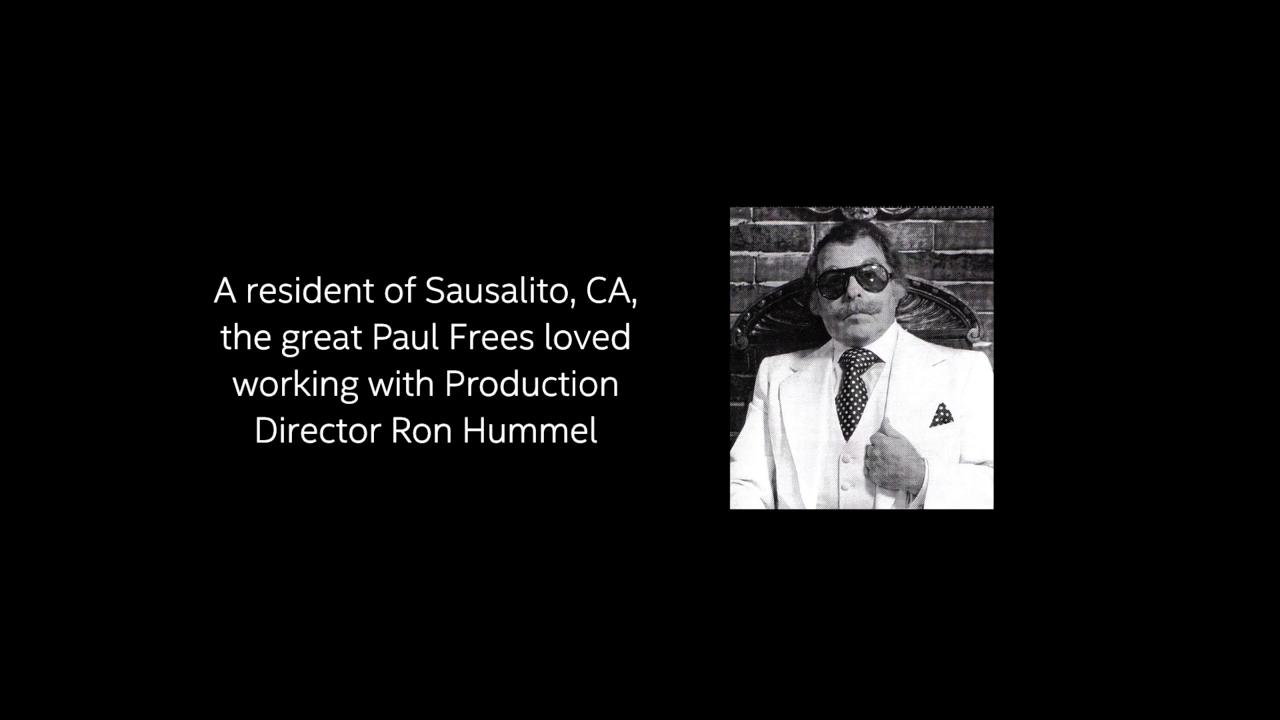 A resident of Sausalito, CA,
the great Paul Frees loved
working with Production
Director Ron Hummel